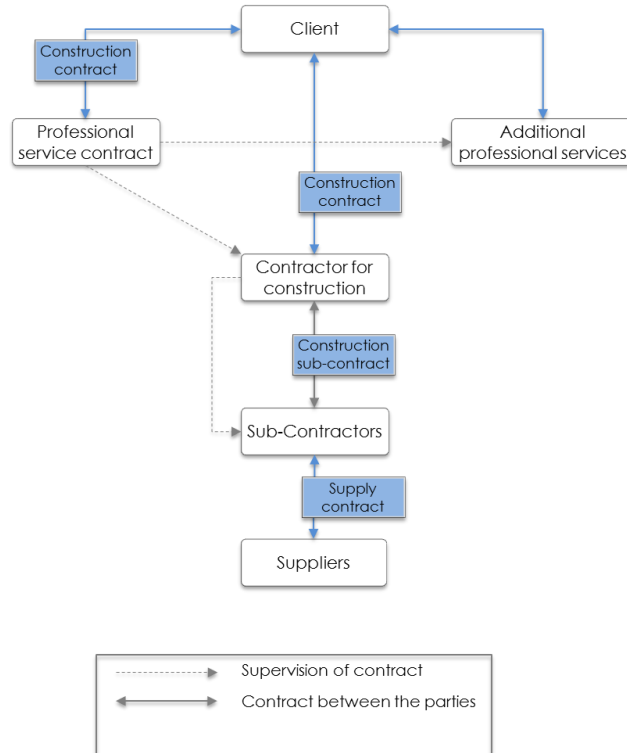 Client
Construction
contract
Professional
service contract
Additional
professional services
Construction
contract
Contractor for
construction
Construction
sub-contract
Sub-Contractors
Supply
contract
Suppliers
Supervision of contract
Contract between the parties